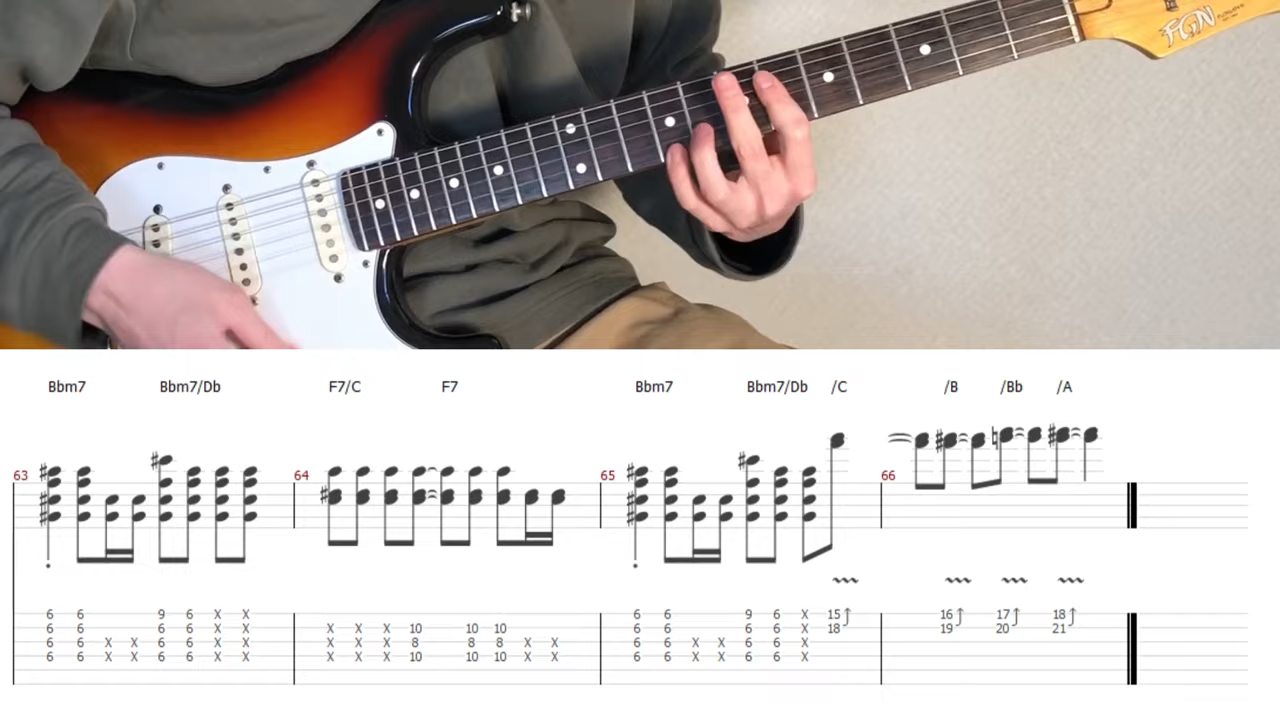 FGN
Bbm7 Bbm7/Db F7/C F7 Bbm7 Bbm7/Db /C /B /Bb /A
63 64 65 66
6 6 9 6 X X 6 6 9 6 X 15 16 17 18
6 6 6 6 X X X X X 10 10 10 6 6 6 6 X 18 19 20 21
6 6 X X 6 6 X X X X X 8 8 8 X X 6 6 X X 6 6 X
6 6 X X 6 6 X X X X X 10 10 10 X X 6 6 X X 6 6 X